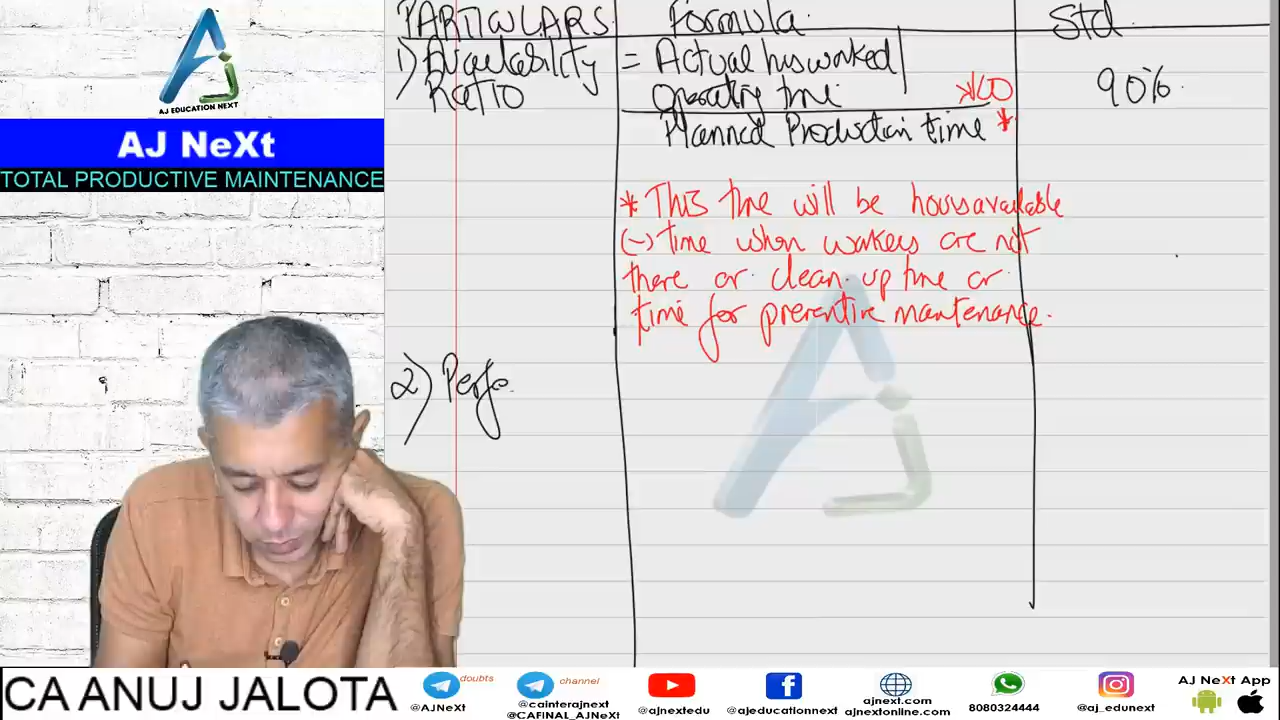 AJ EDUCATION NEXT
AJ NeXt
TOTAL PRODUCTIVE MAINTENANCE
PARTICULARS Formula. Std
1) Availability Ratio = Actual hrs worked
Operating time *100 90%.
Planned Production time *
* This time will be hours available
(-) time when workers are not
there or clean up time or
time for preventive maintenance.
2) Perfo
CA ANUJ JALOTA
doubts
@AJNeXt
channel
@cainterajnext
@CAFINAL_AJNeXt
@ajnextedu
@ajeducationnext
ajnext.com
ajnextonline.com
8080324444
@aj_edunext
AJ NeXt App